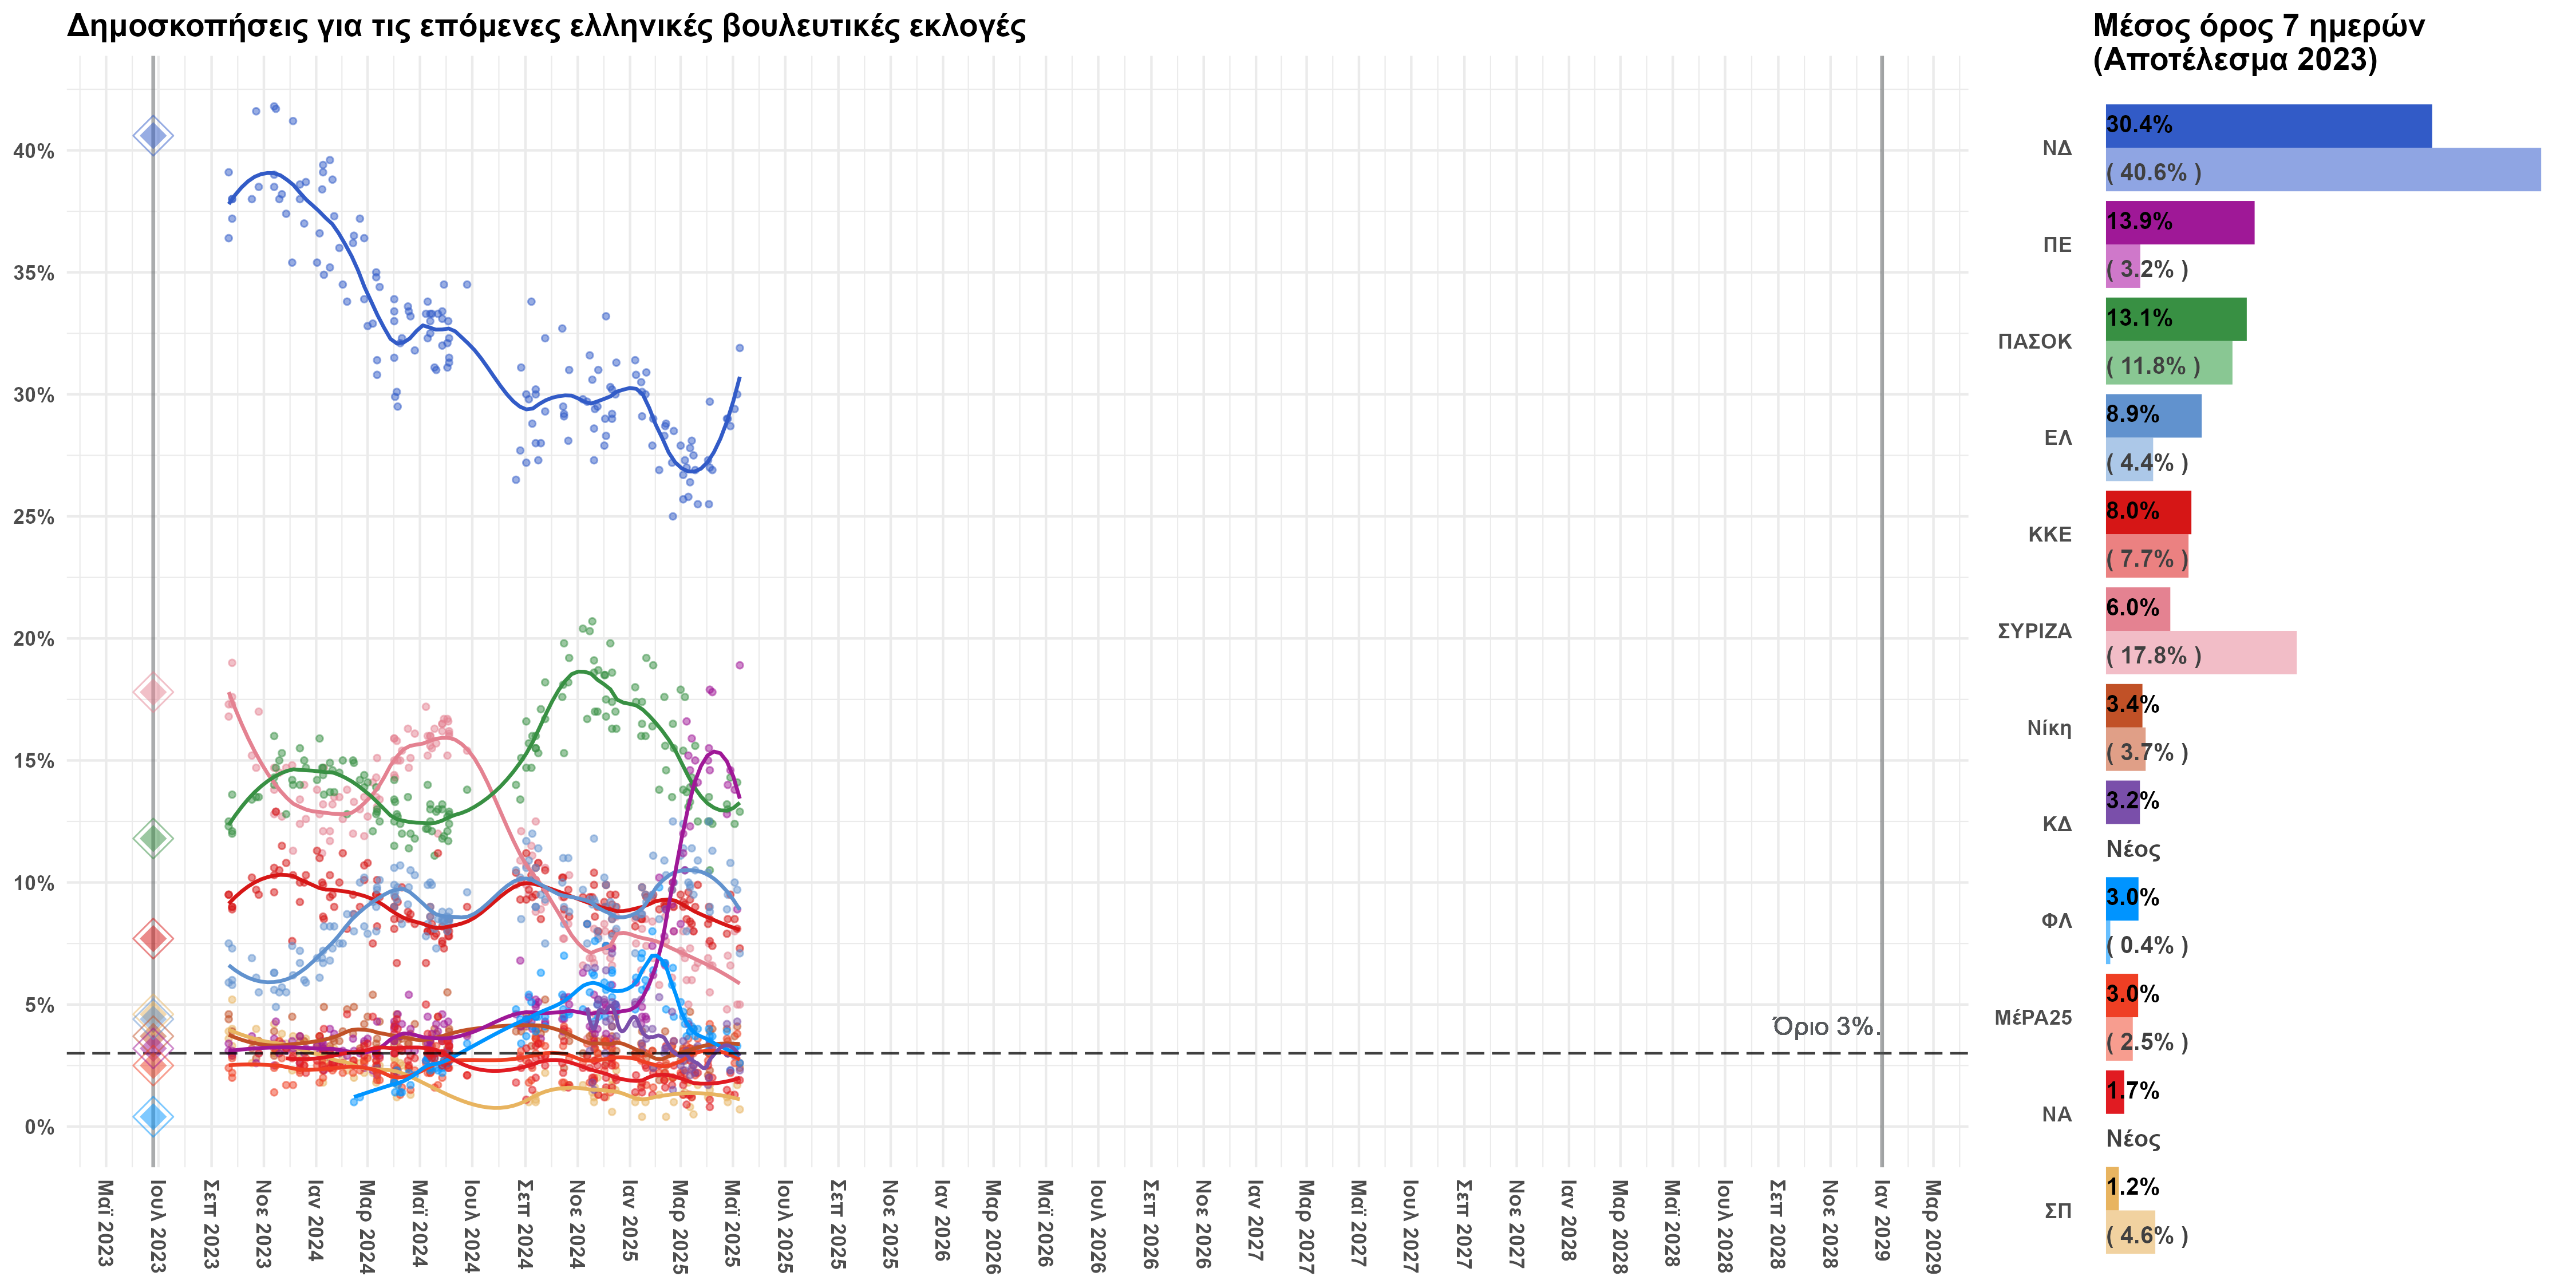 Δημοσκοπήσεις για τις επόμενες ελληνικές βουλευτικές εκλογές
40%
35%
30%
25%
20%
15%
10%
5%
0%
Όριο 3%.
Μαϊ 2023
Ιουλ 2023
Σεπ 2023
Νοε 2023
Ιαν 2024
Μαρ 2024
Μαϊ 2024
Ιουλ 2024
Σεπ 2024
Νοε 2024
Ιαν 2025
Μαρ 2025
Μαϊ 2025
Ιουλ 2025
Σεπ 2025
Νοε 2025
Ιαν 2026
Μαρ 2026
Μαϊ 2026
Ιουλ 2026
Σεπ 2026
Νοε 2026
Ιαν 2027
Μαρ 2027
Μαϊ 2027
Ιουλ 2027
Σεπ 2027
Νοε 2027
Ιαν 2028
Μαρ 2028
Μαϊ 2028
Ιουλ 2028
Σεπ 2028
Νοε 2028
Ιαν 2029
Μαρ 2029
Μέσος όρος 7 ημερών
(Αποτέλεσμα 2023)
ΝΔ
30.4%
( 40.6% )
ΠΕ
13.9%
( 3.2% )
ΠΑΣΟΚ
13.1%
( 11.8% )
ΕΛ
8.9%
( 4.4% )
ΚΚΕ
8.0%
( 7.7% )
ΣΥΡΙΖΑ
6.0%
( 17.8% )
Νίκη
3.4%
( 3.7% )
ΚΔ
3.2%
Νέος
ΦΛ
3.0%
( 0.4% )
ΜέΡΑ25
3.0%
( 2.5% )
ΝΑ
1.7%
Νέος
ΣΠ
1.2%
( 4.6% )